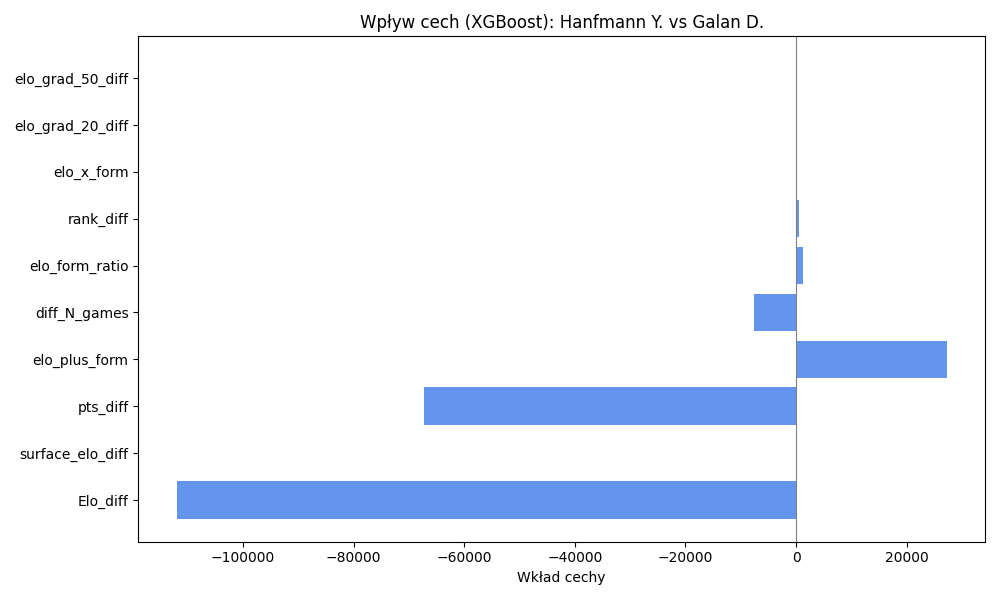 Wpływ cech (XGBoost): Hanfmann Y. vs Galan D.
elo_grad_50_diff
elo_grad_20_diff
elo_x_form
rank_diff
elo_form_ratio
diff_N_games
elo_plus_form
pts_diff
surface_elo_diff
Elo_diff
−100000 −80000 −60000 −40000 −20000 0 20000
Wkład cechy